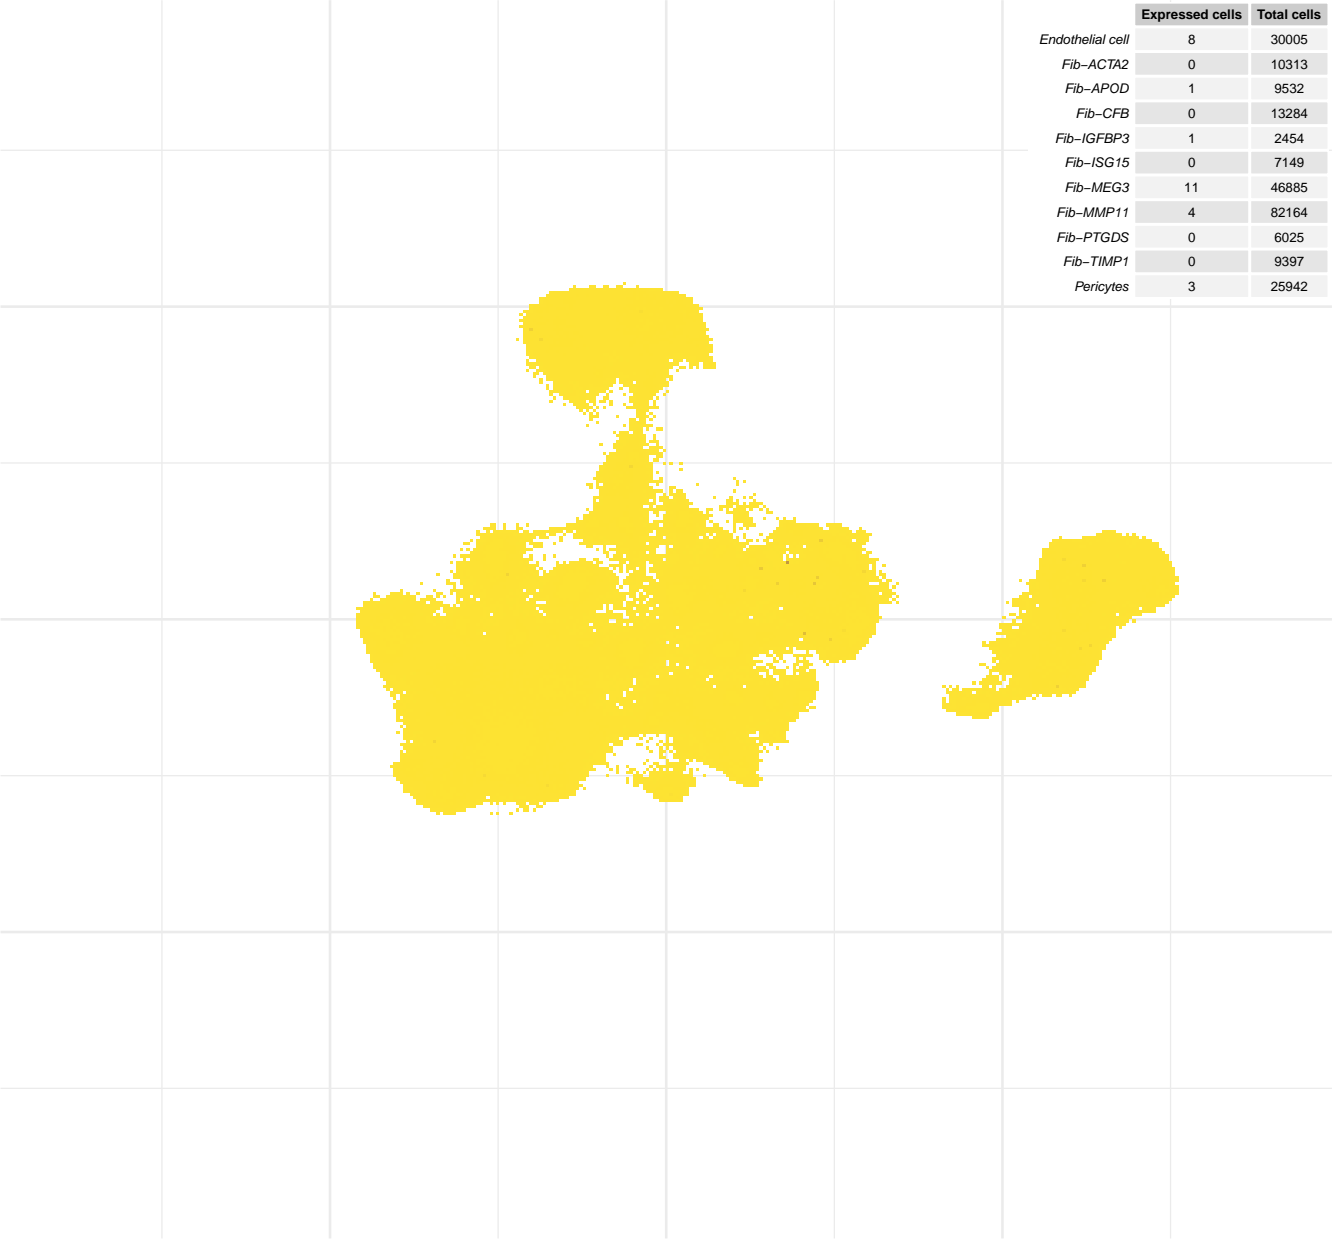 Expressed cells Total cells
Endothelial cell 8 30005
Fib−ACTA2 0 10313
Fib−APOD 1 9532
Fib−CFB 0 13284
Fib−IGFBP3 1 2454
Fib−ISG15 0 7149
Fib−MEG3 11 46885
Fib−MMP11 4 82164
Fib−PTGDS 0 6025
Fib−TIMP1 0 9397
Pericytes 3 25942